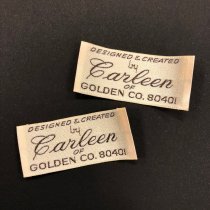 DESIGNED & CREATED
by
Carleen
OF
GOLDEN CO. 80401
DESIGNED & CREATED
by
Carleen
OF
GOLDEN CO. 80401